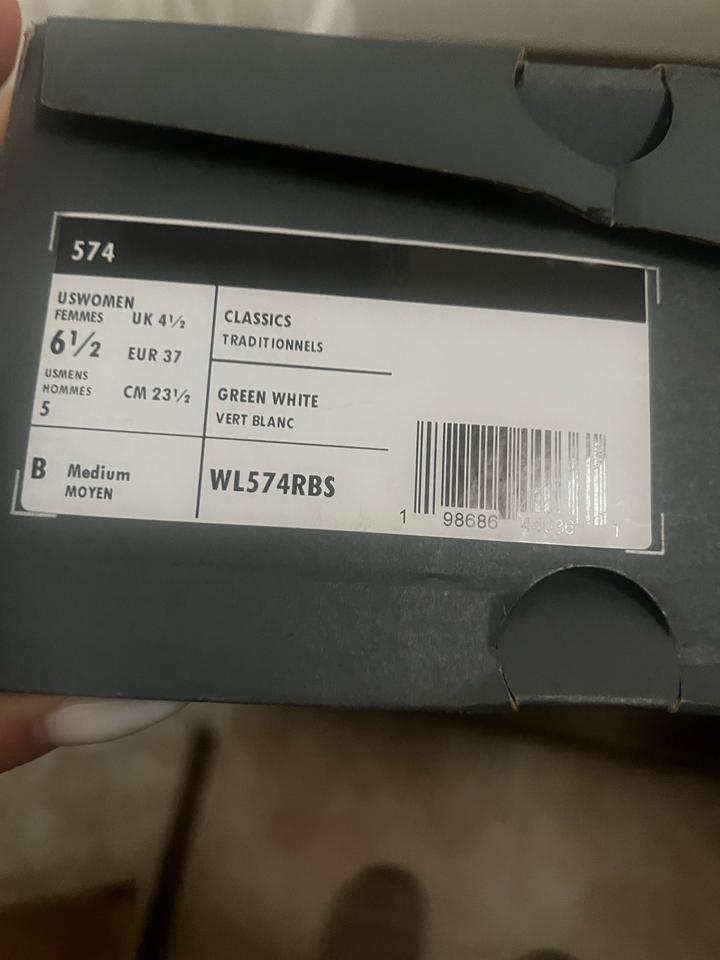 574
USWOMEN
FEMMES
6½
UK 4½
EUR 37
USMENS
HOMMES
5
CM 23½
B Medium
MOYEN
CLASSICS
TRADITIONNELS
GREEN WHITE
VERT BLANC
WL574RBS
1 98686 1